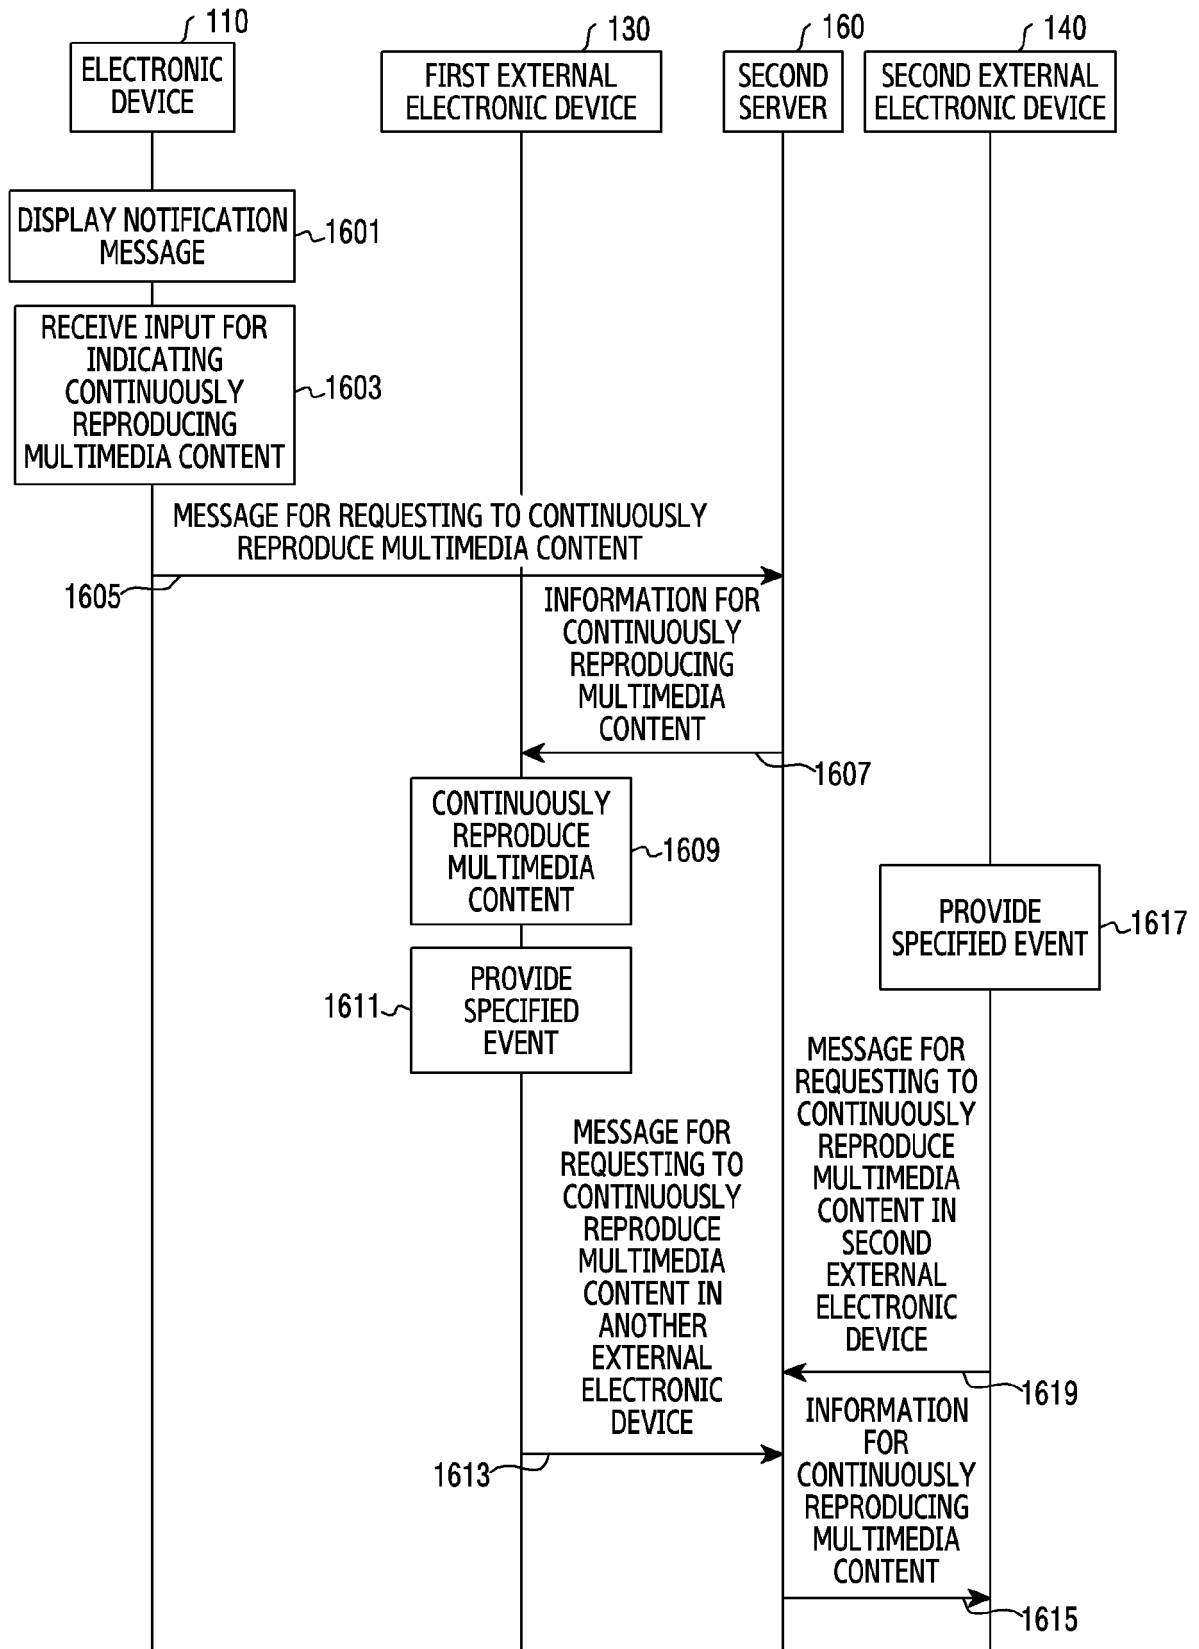 110
130
160
140
ELECTRONIC
DEVICE
FIRST EXTERNAL
ELECTRONIC DEVICE
SECOND
SERVER
SECOND EXTERNAL
ELECTRONIC DEVICE
DISPLAY NOTIFICATION
MESSAGE
1601
RECEIVE INPUT FOR
INDICATING
CONTINUOUSLY
REPRODUCING
MULTIMEDIA CONTENT
1603
MESSAGE FOR REQUESTING TO CONTINUOUSLY
REPRODUCE MULTIMEDIA CONTENT
1605
INFORMATION FOR
CONTINUOUSLY
REPRODUCING
MULTIMEDIA
CONTENT
1607
CONTINUOUSLY
REPRODUCE
MULTIMEDIA
CONTENT
1609
PROVIDE
SPECIFIED EVENT
1617
PROVIDE
SPECIFIED
EVENT
1611
MESSAGE FOR
REQUESTING TO
CONTINUOUSLY
REPRODUCE
MULTIMEDIA
CONTENT IN
SECOND
EXTERNAL
ELECTRONIC
DEVICE
1619
MESSAGE FOR
REQUESTING TO
CONTINUOUSLY
REPRODUCE
MULTIMEDIA
CONTENT IN
ANOTHER
EXTERNAL
ELECTRONIC
DEVICE
1613
INFORMATION
FOR
CONTINUOUSLY
REPRODUCING
MULTIMEDIA
CONTENT
1615